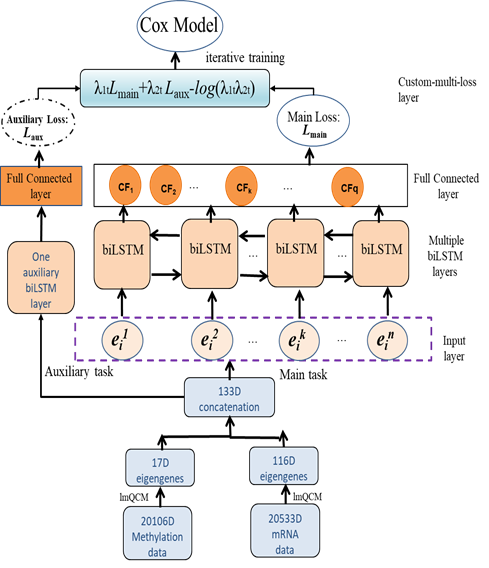 Cox Model
iterative training
λ1tLmain+λ2t Laux-log(λ1tλ2t)
Custom-multi-loss
layer
Auxiliary Loss:
Laux
Main Loss:
Lmain
Full Connected
layer
CF1
CF2
...
CFk
...
CFq
Full Connected
layer
One
auxiliary
biLSTM
layer
biLSTM
biLSTM
...
biLSTM
...
biLSTM
...
...
Multiple
biLSTM
layers
ei1
ei2
...
eik
...
ein
Input
layer
Auxiliary task
Main task
133D
concatenation
17D
eigengenes
116D
eigengenes
lmQCM
lmQCM
20106D
Methylation
data
20533D
mRNA
data